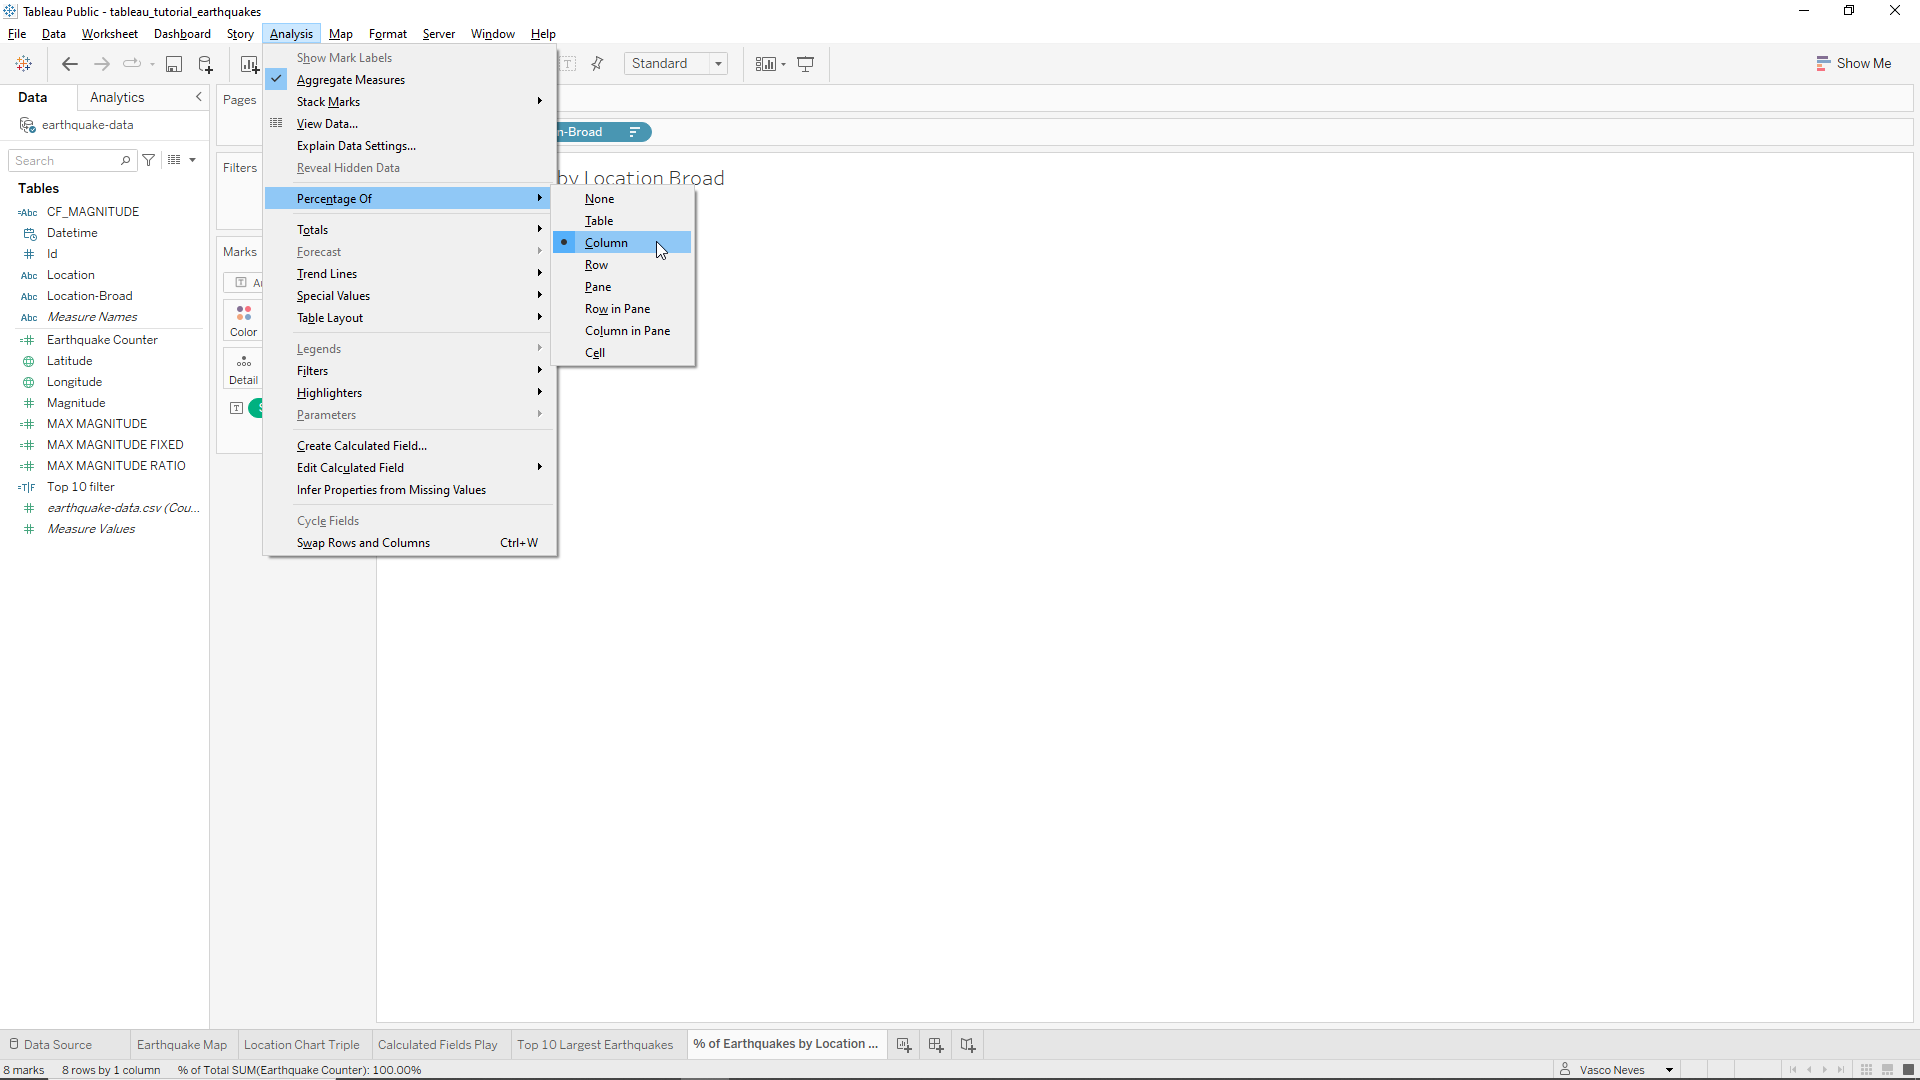 Tableau Public - tableau_tutorial_earthquakes
File Data Worksheet Dashboard Story Analysis Map Format Server Window Help
Standard
Show Me
Data Analytics
earthquake-data
Search
Tables
Abc CF_MAGNITUDE
Datetime
Id
Abc Location
Abc Location-Broad
Abc Measure Names
Earthquake Counter
Latitude
Longitude
Magnitude
MAX MAGNITUDE
MAX MAGNITUDE FIXED
MAX MAGNITUDE RATIO
Top 10 filter
earthquake-data.csv (Cou...
Measure Values
Pages
Filters
Marks
Color
Detail
Show Mark Labels
Aggregate Measures
Stack Marks
View Data...
Explain Data Settings...
Reveal Hidden Data
Percentage Of
Totals
Forecast
Trend Lines
Special Values
Table Layout
Legends
Filters
Highlighters
Parameters
Create Calculated Field...
Edit Calculated Field
Infer Properties from Missing Values
Cycle Fields
Swap Rows and Columns Ctrl+W
None
Table
Column
Row
Pane
Row in Pane
Column in Pane
Cell
n-Broad
by Location Broad
Data Source Earthquake Map Location Chart Triple Calculated Fields Play Top 10 Largest Earthquakes % of Earthquakes by Location ...
8 marks 8 rows by 1 column % of Total SUM(Earthquake Counter): 100.00% Vasco Neves